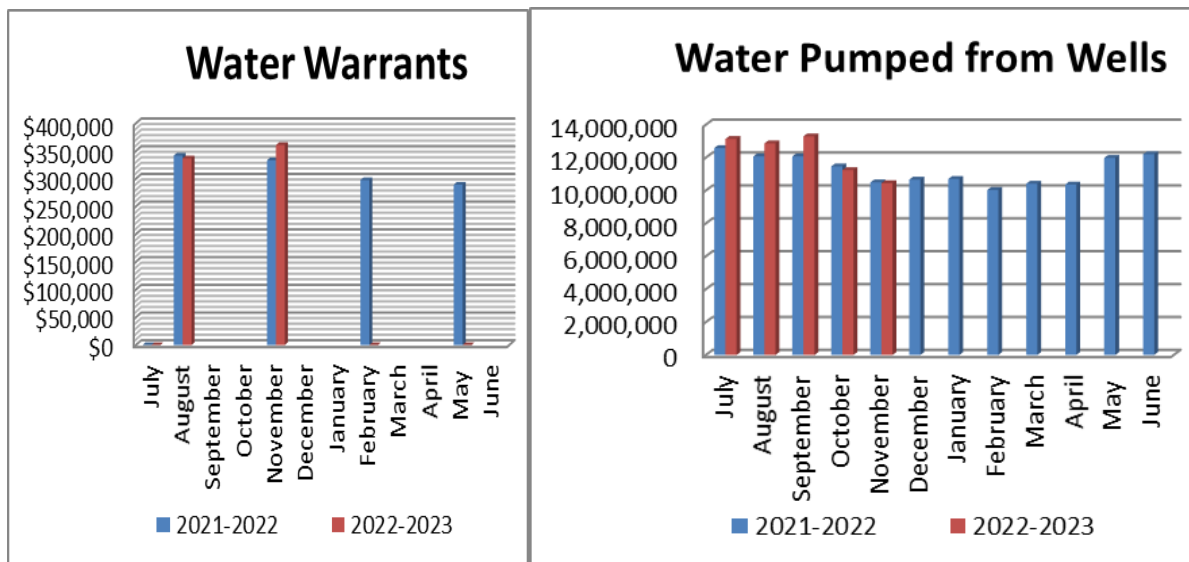 Water Warrants
$400,000
$350,000
$300,000
$250,000
$200,000
$150,000
$100,000
$50,000
$0
July
August
September
October
November
December
January
February
March
April
May
June
2021-2022
2022-2023
Water Pumped from Wells
14,000,000
12,000,000
10,000,000
8,000,000
6,000,000
4,000,000
2,000,000
0
July
August
September
October
November
December
January
February
March
April
May
June
2021-2022
2022-2023